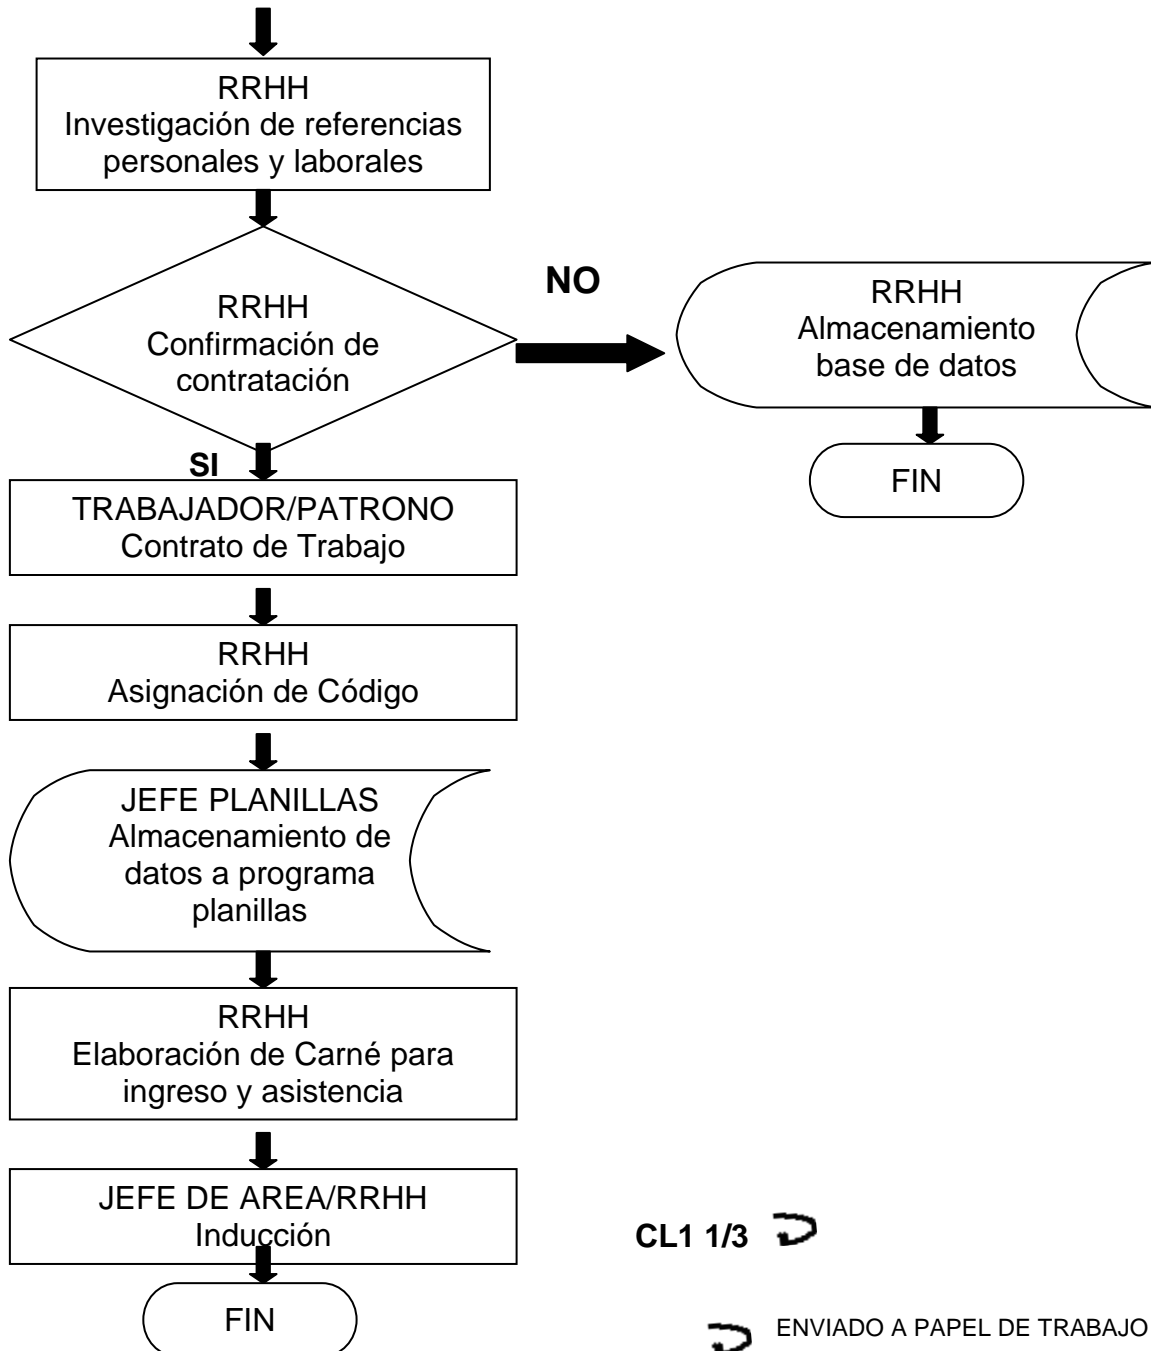 RRHH
Investigación de referencias
personales y laborales
RRHH
Confirmación de
contratación
NO
RRHH
Almacenamiento
base de datos
FIN
SI
TRABAJADOR/PATRONO
Contrato de Trabajo
RRHH
Asignación de Código
JEFE PLANILLAS
Almacenamiento de
datos a programa
planillas
RRHH
Elaboración de Carné para
ingreso y asistencia
JEFE DE AREA/RRHH
Inducción
FIN
CL1 1/3
ENVIADO A PAPEL DE TRABAJO